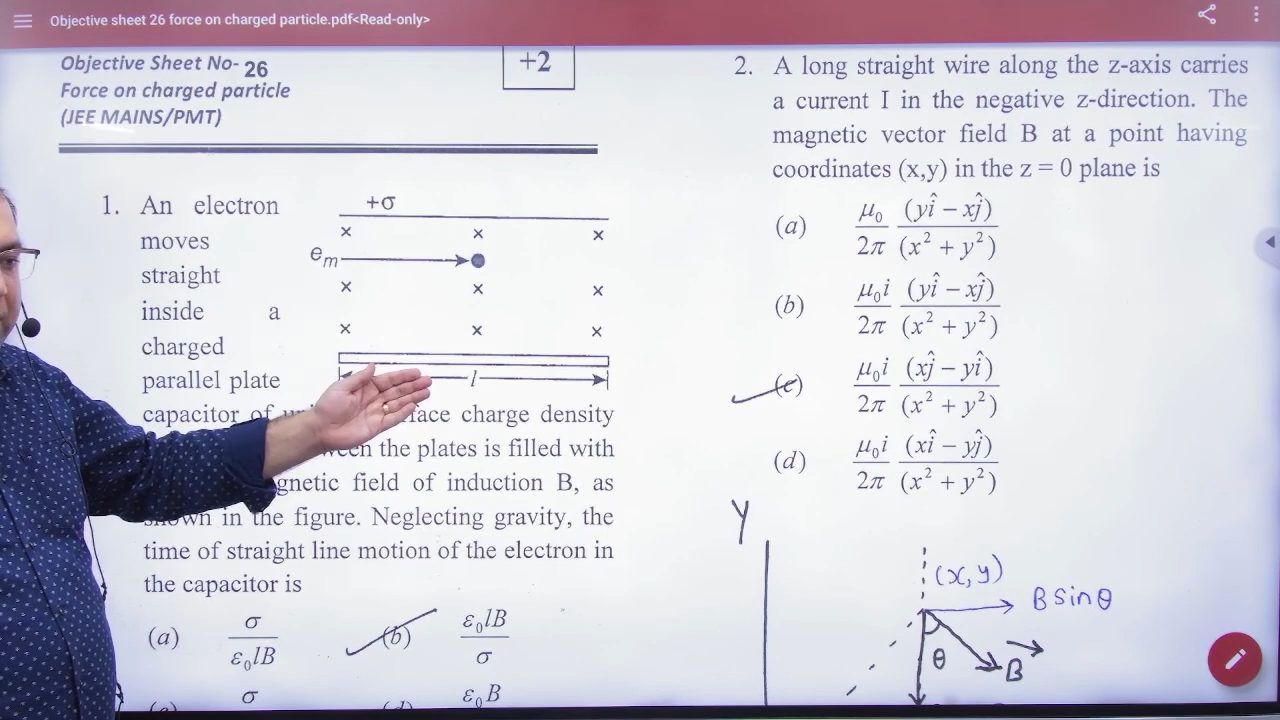 Objective sheet 26 force on charged particle.pdf<Read-only>
Objective Sheet No- 26
Force on charged particle
(JEE MAINS/PMT)
+2
1. An electron
moves
straight
inside a
charged
parallel plate
capacitor of face charge density
between the plates is filled with
gnetic field of induction B, as
shown in the figure. Neglecting gravity, the
time of straight line motion of the electron in
the capacitor is
+σ
× × ×
e_m
× × ×
× × ×
l
(a) σ/(ε₀lB)
(b) ε₀lB/σ
σ
(d) ε₀B
2. A long straight wire along the z-axis carries
a current I in the negative z-direction. The
magnetic vector field B at a point having
coordinates (x,y) in the z = 0 plane is
(a) μ₀/2π (yî − xĵ)/(x² + y²)
(b) μ₀i/2π (yî − xĵ)/(x² + y²)
(c) μ₀i/2π (xĵ − yî)/(x² + y²)
(d) μ₀i/2π (xî − yĵ)/(x² + y²)
Y
(x, y)
B sin θ
θ
B⃗